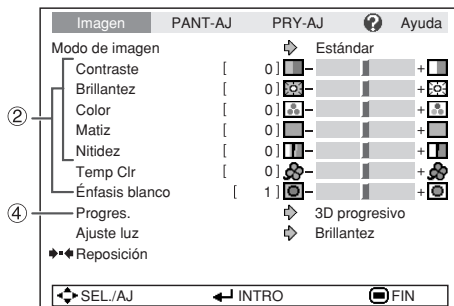 Imagen PANT-AJ PRY-AJ ? Ayuda
Modo de imagen Estándar
Contraste [ 0 ] - +
② Brillantez [ 0 ] - +
Color [ 0 ] - +
Matiz [ 0 ] - +
Nitidez [ 0 ] - +
Temp Clr [ 0 ] - +
Énfasis blanco [ 1 ] - +
④ Progres. 3D progresivo
Ajuste luz Brillantez
Reposición
SEL./AJ INTRO FIN